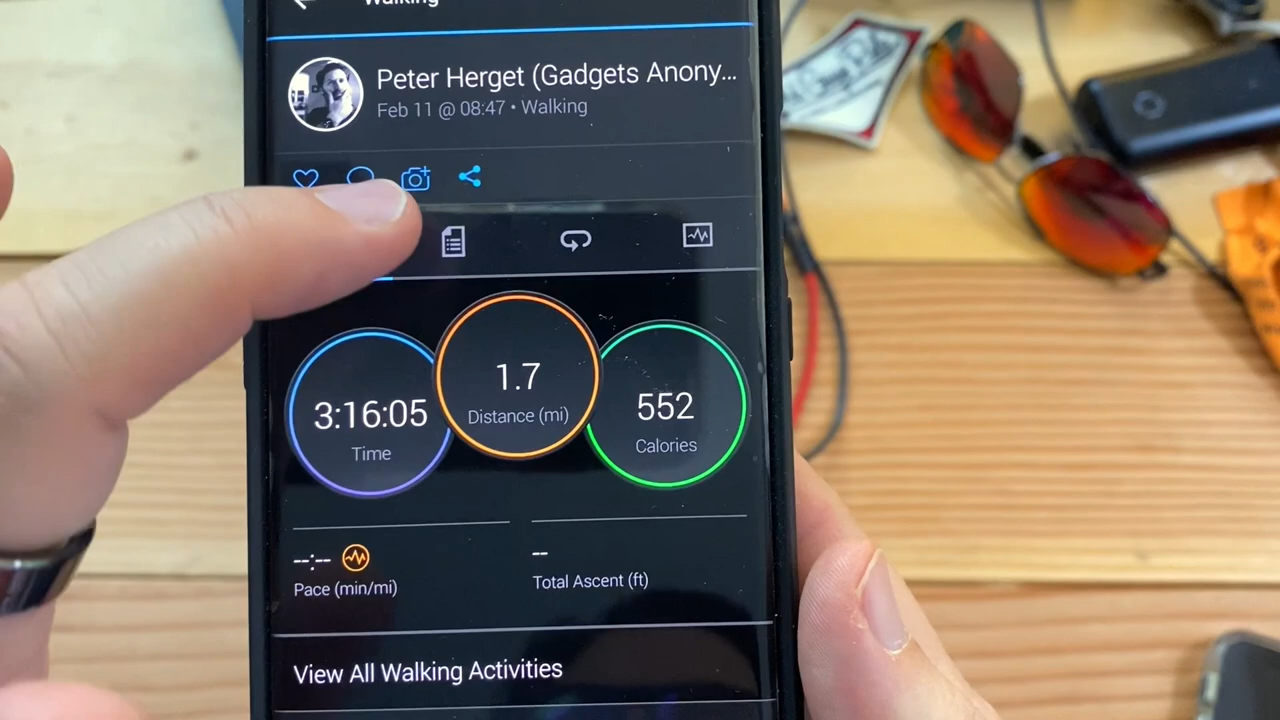 Walking
Peter Herget (Gadgets Anony...
Feb 11 @ 08:47 • Walking
3:16:05
Time
1.7
Distance (mi)
552
Calories
--:--
Pace (min/mi)
--
Total Ascent (ft)
View All Walking Activities